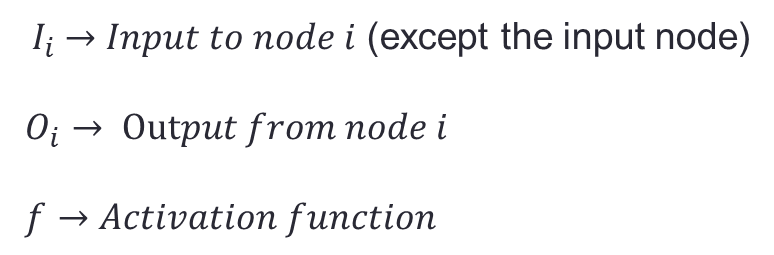 Iᵢ → Input to node i (except the input node)
Oᵢ → Output from node i
f → Activation function